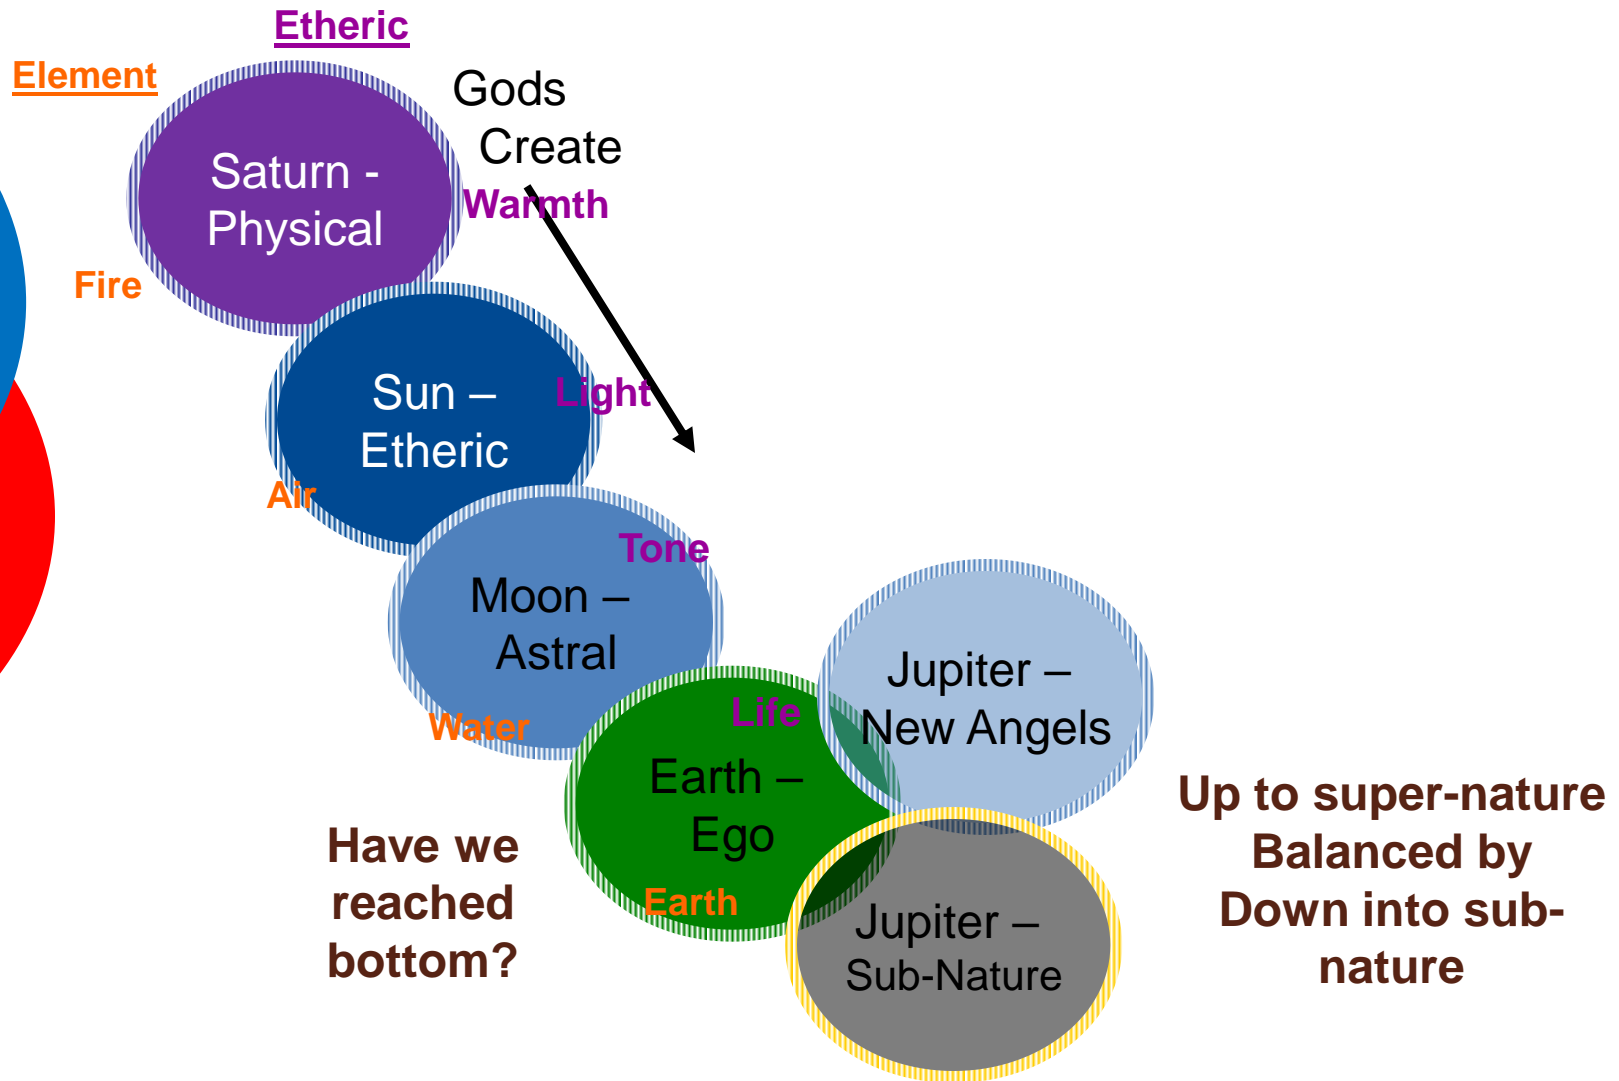 Etheric
Element
Gods
Create
Saturn -
Physical
Warmth
Fire
Sun –
Etheric
Light
Air
Tone
Moon –
Astral
Water
Life
Jupiter –
New Angels
Earth –
Ego
Earth
Have we
reached
bottom?
Jupiter –
Sub-Nature
Up to super-nature
Balanced by
Down into sub-
nature